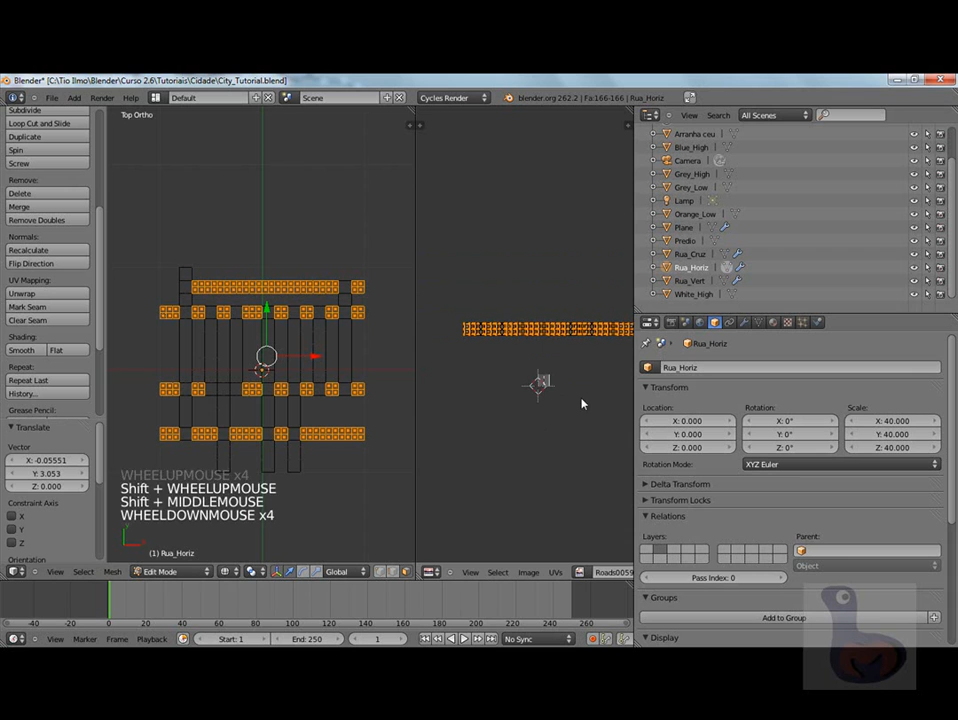 Blender* [C:\Tio Ilmo\Blender\Curso 2.6\Tutoriais\Cidade\City_Tutorial.blend]
File Add Render Help Default Scene Cycles Render blender.org 262.2 | Fa:166-166 | Rua_Horiz
Subdivide
Loop Cut and Slide
Duplicate
Spin
Screw
Remove:
Delete
Merge
Remove Doubles
Normals:
Recalculate
Flip Direction
UV Mapping:
Unwrap
Mark Seam
Clear Seam
Shading:
Smooth Flat
Repeat:
Repeat Last
History...
Grease Pencil:
Translate
Vector
X: -0.05551
Y: 3.053
Z: 0.000
Constraint Axis
X
Y
Z
Orientation
Top Ortho
WHEELUPMOUSE x4
Shift + WHEELUPMOUSE
Shift + MIDDLEMOUSE
WHEELDOWNMOUSE x4
(1) Rua_Horiz
View Select Mesh Edit Mode Global
View Select Image UVs Roads0059
View Search All Scenes
Arranha ceu
Blue_High
Camera
Grey_High
Grey_Low
Lamp
Orange_Low
Plane
Predio
Rua_Cruz
Rua_Horiz
Rua_Vert
White_High
Rua_Horiz
Rua_Horiz
Transform
Location: Rotation: Scale:
X: 0.000 X: 0° X: 40.000
Y: 0.000 Y: 0° Y: 40.000
Z: 0.000 Z: 0° Z: 40.000
Rotation Mode: XYZ Euler
Delta Transform
Transform Locks
Relations
Layers: Parent:
Object
Pass Index: 0
Groups
Add to Group
Display
-40 -20 0 20 40 60 80 100 120 140 160 180 200 220 240 260
View Marker Frame Playback Start: 1 End: 250 1 No Sync